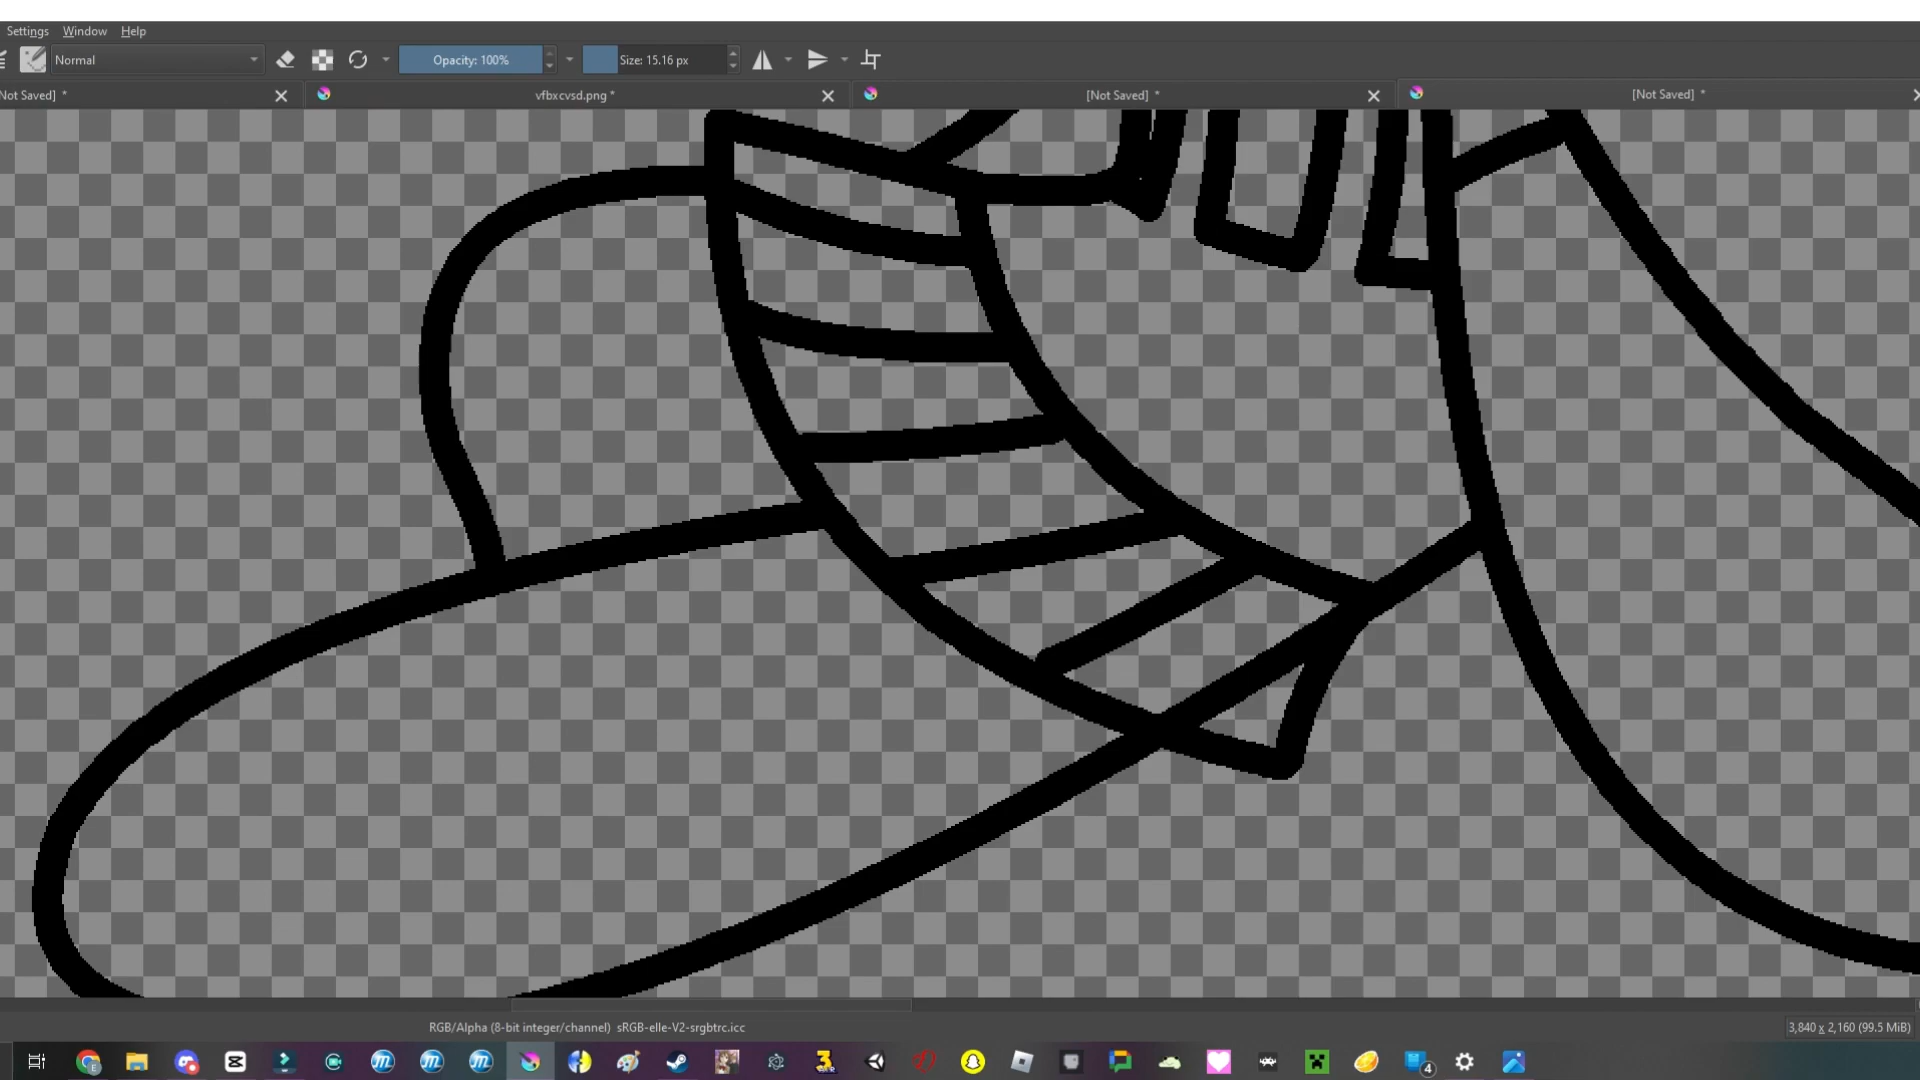 Settings Window Help
Normal Opacity: 100% Size: 15.16 px
Not Saved] * vfbxcvsd.png * [Not Saved] * [Not Saved] *
RGB/Alpha (8-bit integer/channel) sRGB-elle-V2-srgbtrc.icc 3,840 x 2,160 (99.5 MiB)
4